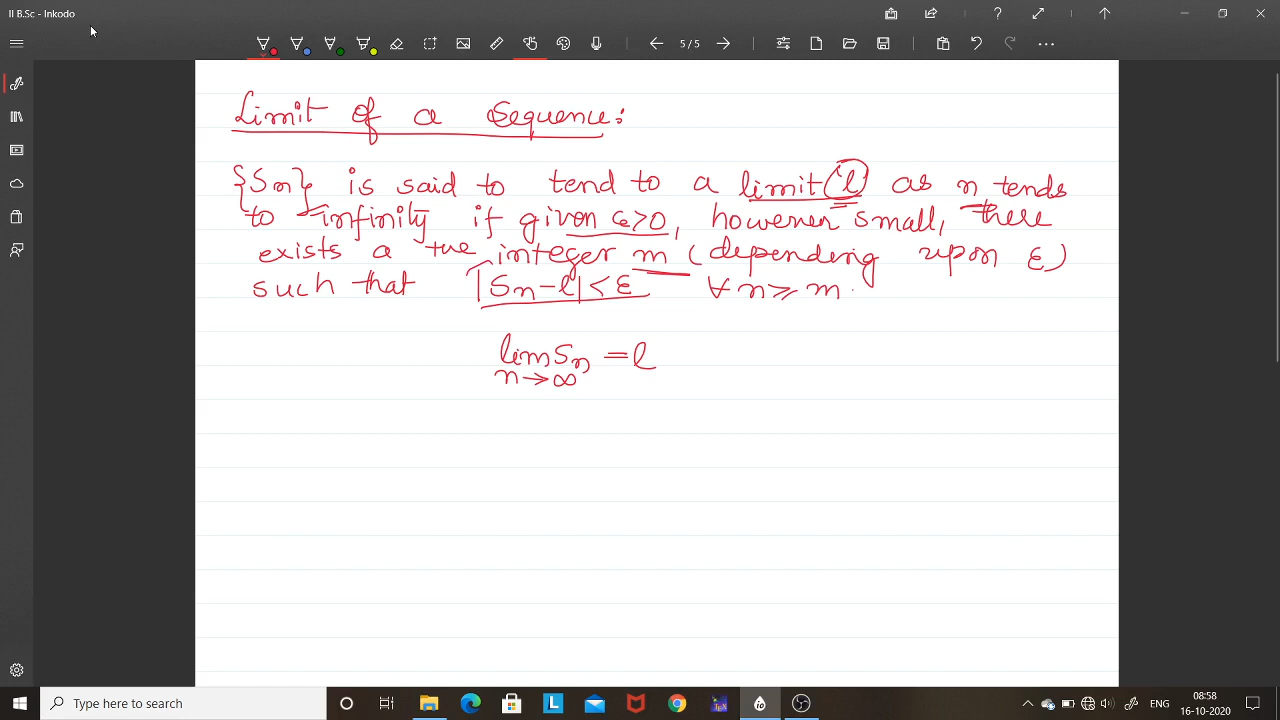 II B.Sc - Inkodo
5/5
Limit of a Sequence:
{Sn} is said to tend to a limit l as n tends
to infinity if given ε>0, however small, there
exists a +ve integer m (depending upon ε)
such that |Sn-l|<ε ∀ n≥m.
lim Sn = l
n→∞
Type here to search
ENG
08:58
16-10-2020